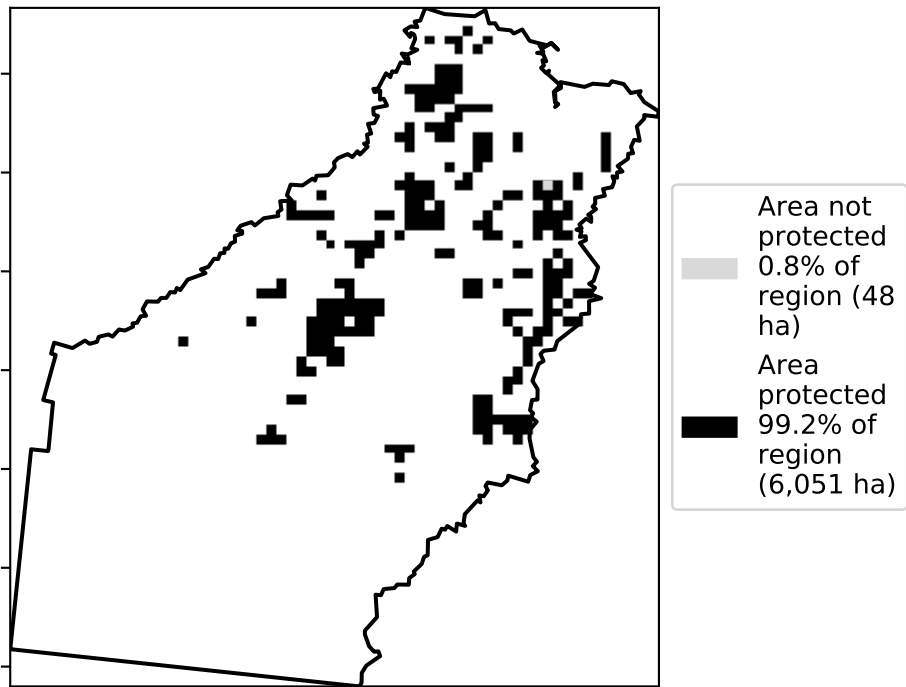 Area not
protected
0.8% of
region (48
ha)
Area
protected
99.2% of
region
(6,051 ha)